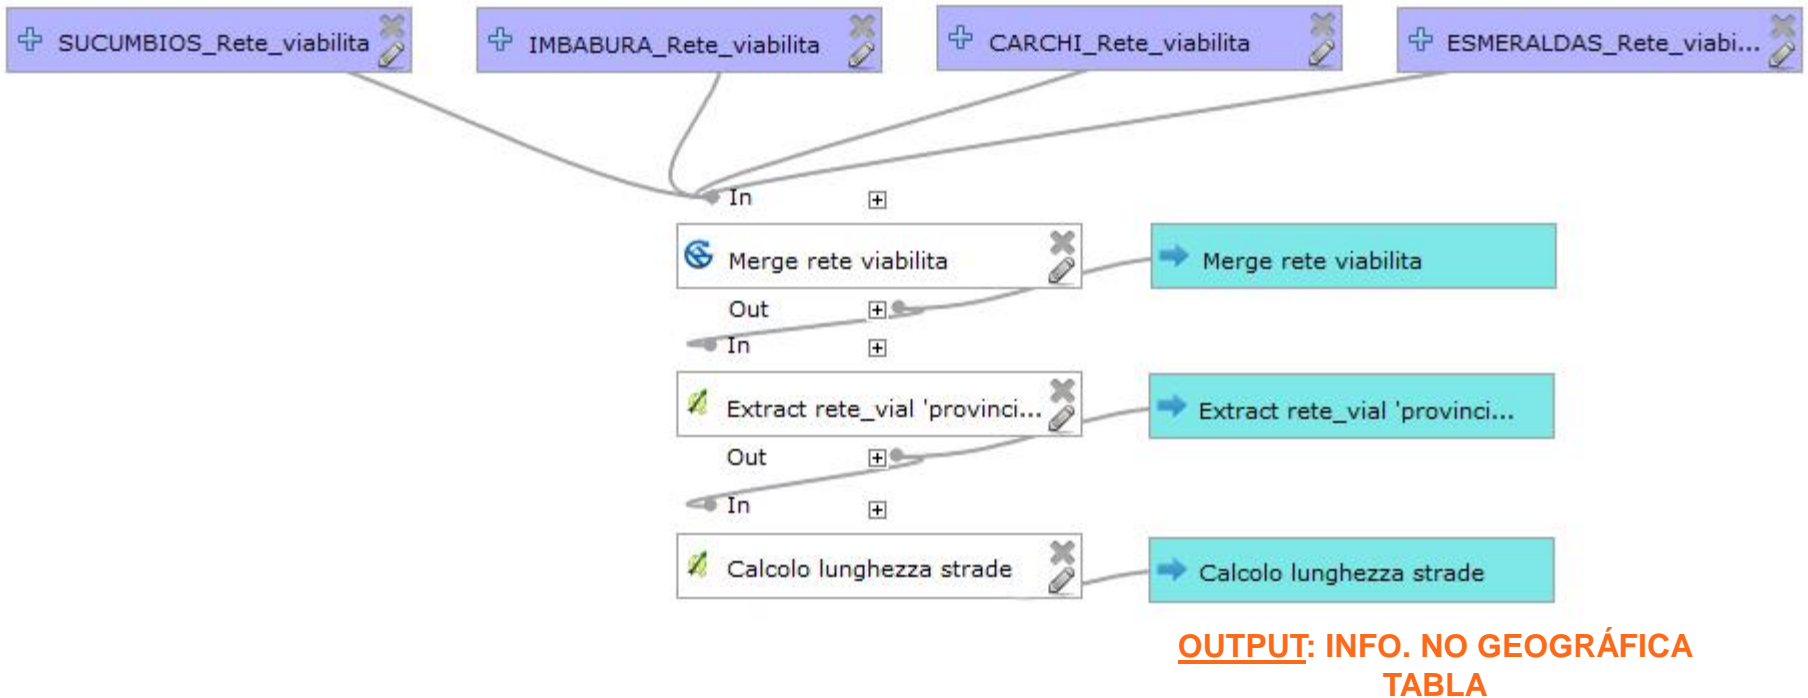 SUCUMBIOS_Rete_viabilita
IMBABURA_Rete_viabilita
CARCHI_Rete_viabilita
ESMERALDAS_Rete_viabi...
In
Merge rete viabilita
Merge rete viabilita
Out
In
Extract rete_vial 'provinci...
Extract rete_vial 'provinci...
Out
In
Calcolo lunghezza strade
Calcolo lunghezza strade
OUTPUT: INFO. NO GEOGRÁFICA
TABLA